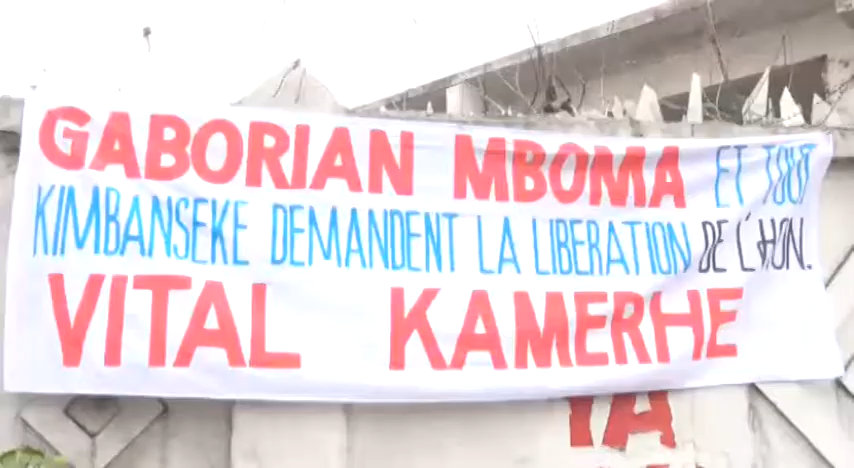 GABORIAN MBOMA ET TOUT
KIMBANSEKE DEMANDENT LA LIBERATION DE L'HON.
VITAL KAMERHE